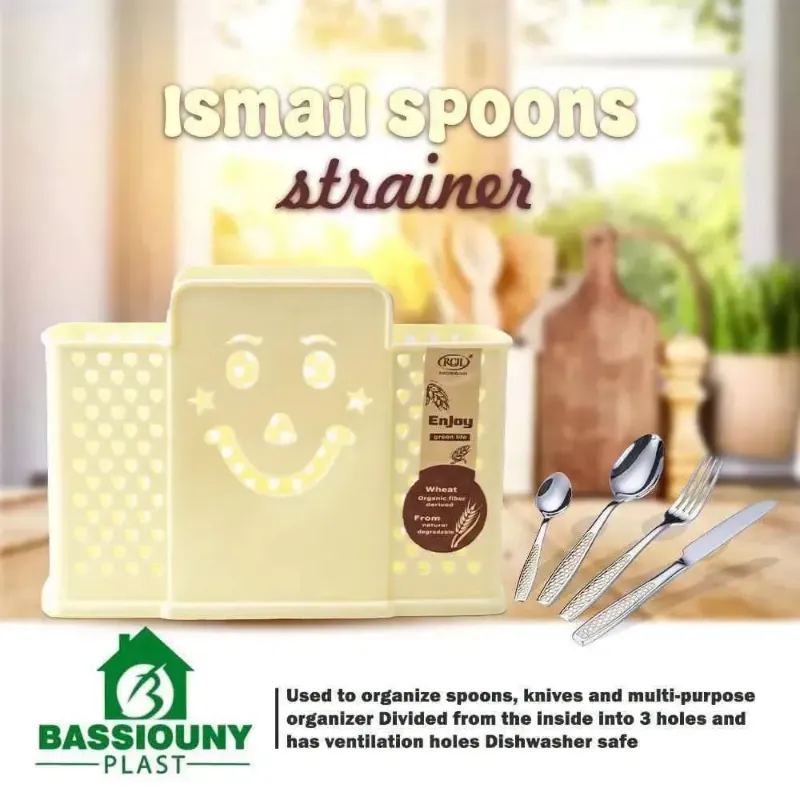 Ismail spoons
strainer
RGJL
Enjoy
green life
Wheat
Organic fiber
derived
From
natural
degradable
BASSIOUNY
PLAST
Used to organize spoons, knives and multi-purpose
organizer Divided from the inside into 3 holes and
has ventilation holes Dishwasher safe